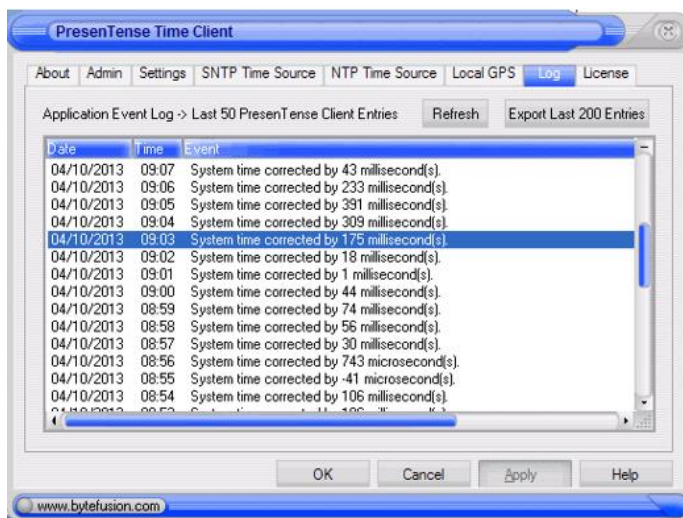 PresenTense Time Client
About Admin Settings SNTP Time Source NTP Time Source Local GPS Log License
Application Event Log -> Last 50 PresenTense Client Entries Refresh Export Last 200 Entries
Date Time Event
04/10/2013 09:07 System time corrected by 43 millisecond(s).
04/10/2013 09:06 System time corrected by 233 millisecond(s).
04/10/2013 09:05 System time corrected by 391 millisecond(s).
04/10/2013 09:04 System time corrected by 309 millisecond(s).
04/10/2013 09:03 System time corrected by 175 millisecond(s).
04/10/2013 09:02 System time corrected by 18 millisecond(s).
04/10/2013 09:01 System time corrected by 1 millisecond(s).
04/10/2013 09:00 System time corrected by 44 millisecond(s).
04/10/2013 08:59 System time corrected by 74 millisecond(s).
04/10/2013 08:58 System time corrected by 56 millisecond(s).
04/10/2013 08:57 System time corrected by 30 millisecond(s).
04/10/2013 08:56 System time corrected by 743 microsecond(s).
04/10/2013 08:55 System time corrected by -41 microsecond(s).
04/10/2013 08:54 System time corrected by 106 millisecond(s).
OK Cancel Apply Help
www.bytefusion.com